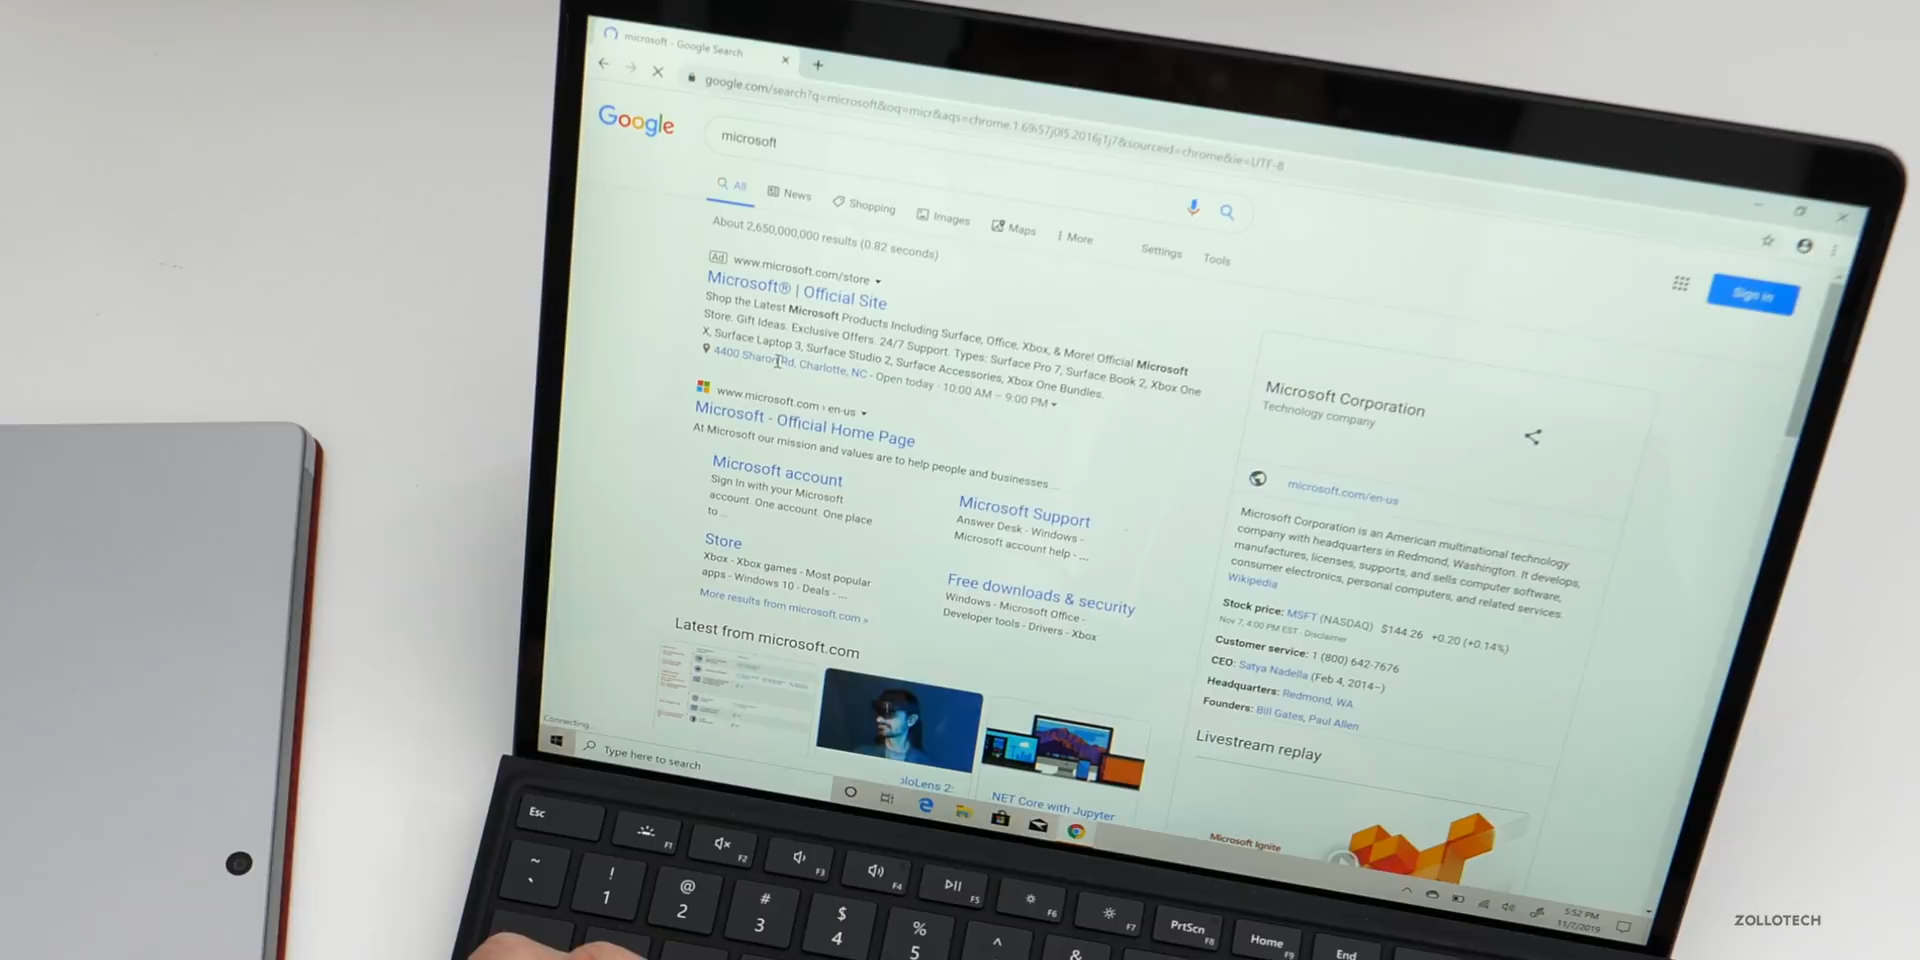 microsoft - Google Search
google.com/search?q=microsoft&oq=micr&aqs=chrome.1.69i57j0l5.2016j1j7&sourceid=chrome&ie=UTF-8
Google
microsoft
All News Shopping Images Maps More Settings Tools
Sign in
About 2,650,000,000 results (0.82 seconds)
Ad www.microsoft.com/store
Microsoft® | Official Site
Shop the Latest Microsoft Products Including Surface, Office, Xbox, & More! Official Microsoft
Store. Gift Ideas. Exclusive Offers. 24/7 Support. Types: Surface Pro 7, Surface Book 2, Xbox One
X, Surface Laptop 3, Surface Studio 2, Surface Accessories, Xbox One Bundles.
4400 Sharon Rd, Charlotte, NC - Open today · 10:00 AM – 9:00 PM
www.microsoft.com › en-us
Microsoft - Official Home Page
At Microsoft our mission and values are to help people and businesses ...
Microsoft account
Sign In with your Microsoft
account. One account. One place
to ...
Microsoft Support
Answer Desk - Windows -
Microsoft account help - ...
Store
Xbox - Xbox games - Most popular
apps - Windows 10 - Deals - ...
Free downloads & security
Windows - Microsoft Office -
Developer tools - Drivers - Xbox
More results from microsoft.com »
Latest from microsoft.com
oloLens 2:
NET Core with Jupyter
Microsoft Corporation
Technology company
microsoft.com/en-us
Microsoft Corporation is an American multinational technology
company with headquarters in Redmond, Washington. It develops,
manufactures, licenses, supports, and sells computer software,
consumer electronics, personal computers, and related services.
Wikipedia
Stock price: MSFT (NASDAQ) $144.26 +0.20 (+0.14%)
Nov 7, 4:00 PM EST - Disclaimer
Customer service: 1 (800) 642-7676
CEO: Satya Nadella (Feb 4, 2014–)
Headquarters: Redmond, WA
Founders: Bill Gates, Paul Allen
Livestream replay
Microsoft Ignite
Connecting...
Type here to search
5:52 PM
11/7/2019
Esc F1 F2 F3 F4 F5 F6 F7 PrtScn F8 Home F9 End
~ `
! 1
@ 2
# 3
$ 4
% 5
^
&
ZOLLOTECH